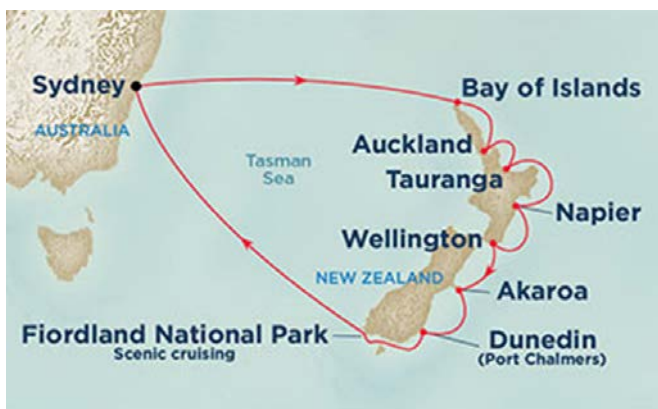 Sydney
AUSTRALIA
Tasman
Sea
Bay of Islands
Auckland
Tauranga
Napier
Wellington
NEW ZEALAND
Akaroa
Fiordland National Park
Scenic cruising
Dunedin
(Port Chalmers)